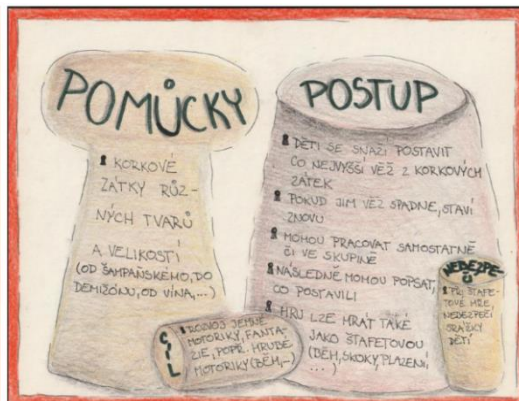 POMŮCKY
KORKOVÉ
ZÁTKY RŮZ-
NÝCH TVARŮ
A VELIKOSTÍ
(OD ŠAMPAŇSKÉHO, DO
DEMIŽÓNU, OD VÍNA,...)
POSTUP
DĚTI SE SNAŽÍ POSTAVIT
CO NEJVYŠŠÍ VĚŽ Z KORKOVÝCH
ZÁTEK
POKUD JIM VĚŽ SPADNE, STAVÍ
ZNOVU
MOHOU PRACOVAT SAMOSTATNĚ
ČI VE SKUPINĚ
NÁSLEDNĚ MOHOU POPSAT,
CO POSTAVILI
HRU LZE HRÁT TAKÉ
JAKO ŠTAFETOVOU
(BĚH, SKOKY, PLAZENÍ
...)
CÍL
ROZVOJ JEMNÉ
MOTORIKY, FANTA-
ZIE, POPŘ. HRUBÉ
MOTORIKY (BĚH,...)
NEBEZPE-
ČÍ
PŘI ŠTAFE-
TOVÉ HŘE,
NEBEZPEČÍ
SRÁŽKY
DĚTÍ